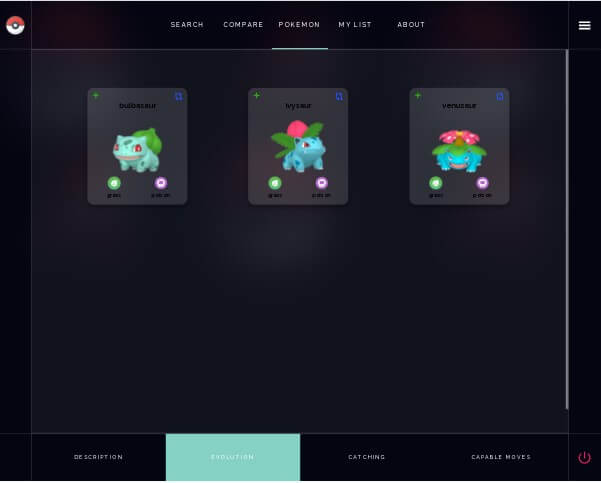 SEARCH COMPARE POKEMON MY LIST ABOUT
bulbasaur ivysaur venusaur
grass poison grass poison grass poison
DESCRIPTION EVOLUTION CATCHING CAPABLE MOVES